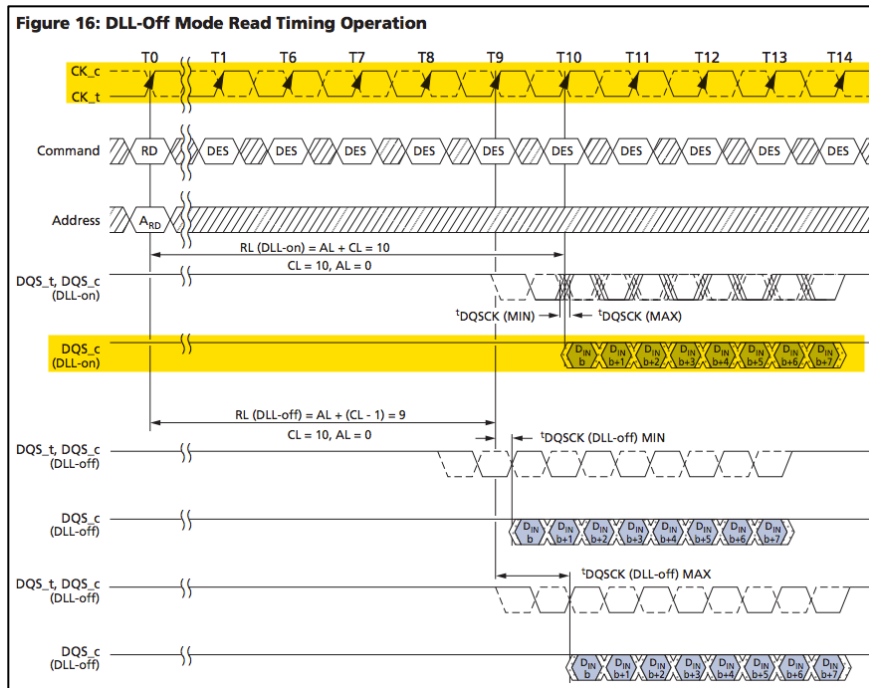 Figure 16: DLL-Off Mode Read Timing Operation
T0 T1 T6 T7 T8 T9 T10 T11 T12 T13 T14
CK_c
CK_t
Command RD DES DES DES DES DES DES DES DES DES DES
Address A RD
RL (DLL-on) = AL + CL = 10
CL = 10, AL = 0
DQS_t, DQS_c
(DLL-on)
tDQSCK (MIN) tDQSCK (MAX)
DQS_c
(DLL-on)
DIN b DIN b+1 DIN b+2 DIN b+3 DIN b+4 DIN b+5 DIN b+6 DIN b+7
RL (DLL-off) = AL + (CL - 1) = 9
CL = 10, AL = 0
tDQSCK (DLL-off) MIN
DQS_t, DQS_c
(DLL-off)
DQS_c
(DLL-off)
DIN b DIN b+1 DIN b+2 DIN b+3 DIN b+4 DIN b+5 DIN b+6 DIN b+7
tDQSCK (DLL-off) MAX
DQS_t, DQS_c
(DLL-off)
DQS_c
(DLL-off)
DIN b DIN b+1 DIN b+2 DIN b+3 DIN b+4 DIN b+5 DIN b+6 DIN b+7